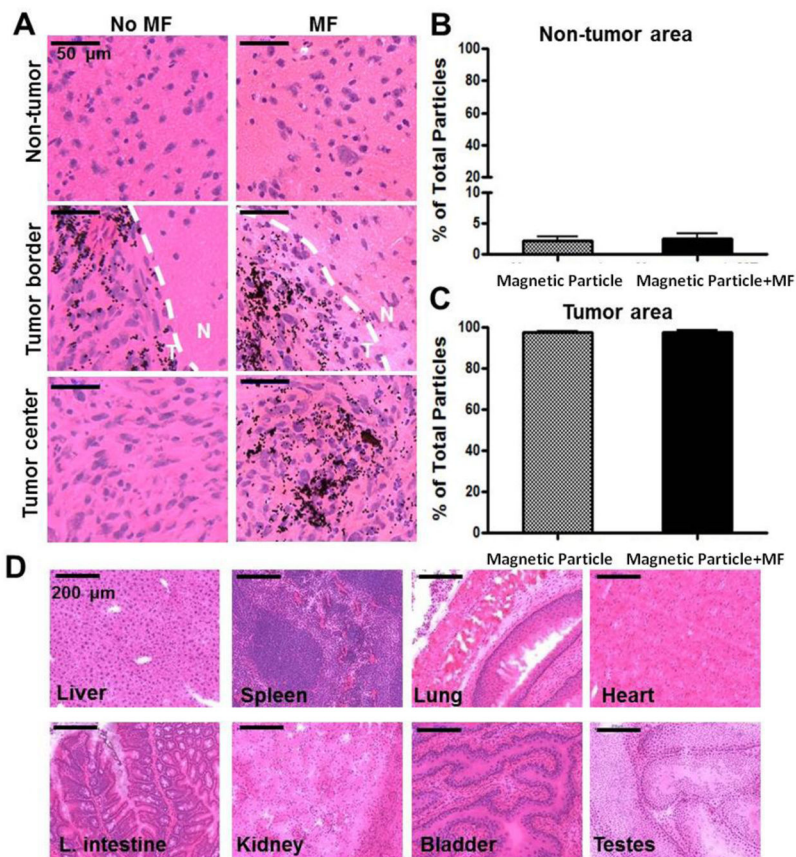 A
No MF
MF
50 μm
Non-tumor
Tumor border
N
T
N
T
Tumor center
B
Non-tumor area
% of Total Particles
100
80
60
40
20
10
5
0
Magnetic Particle
Magnetic Particle+MF
C
Tumor area
% of Total Particles
100
80
60
40
20
0
Magnetic Particle
Magnetic Particle+MF
D
200 μm
Liver
Spleen
Lung
Heart
L. intestine
Kidney
Bladder
Testes